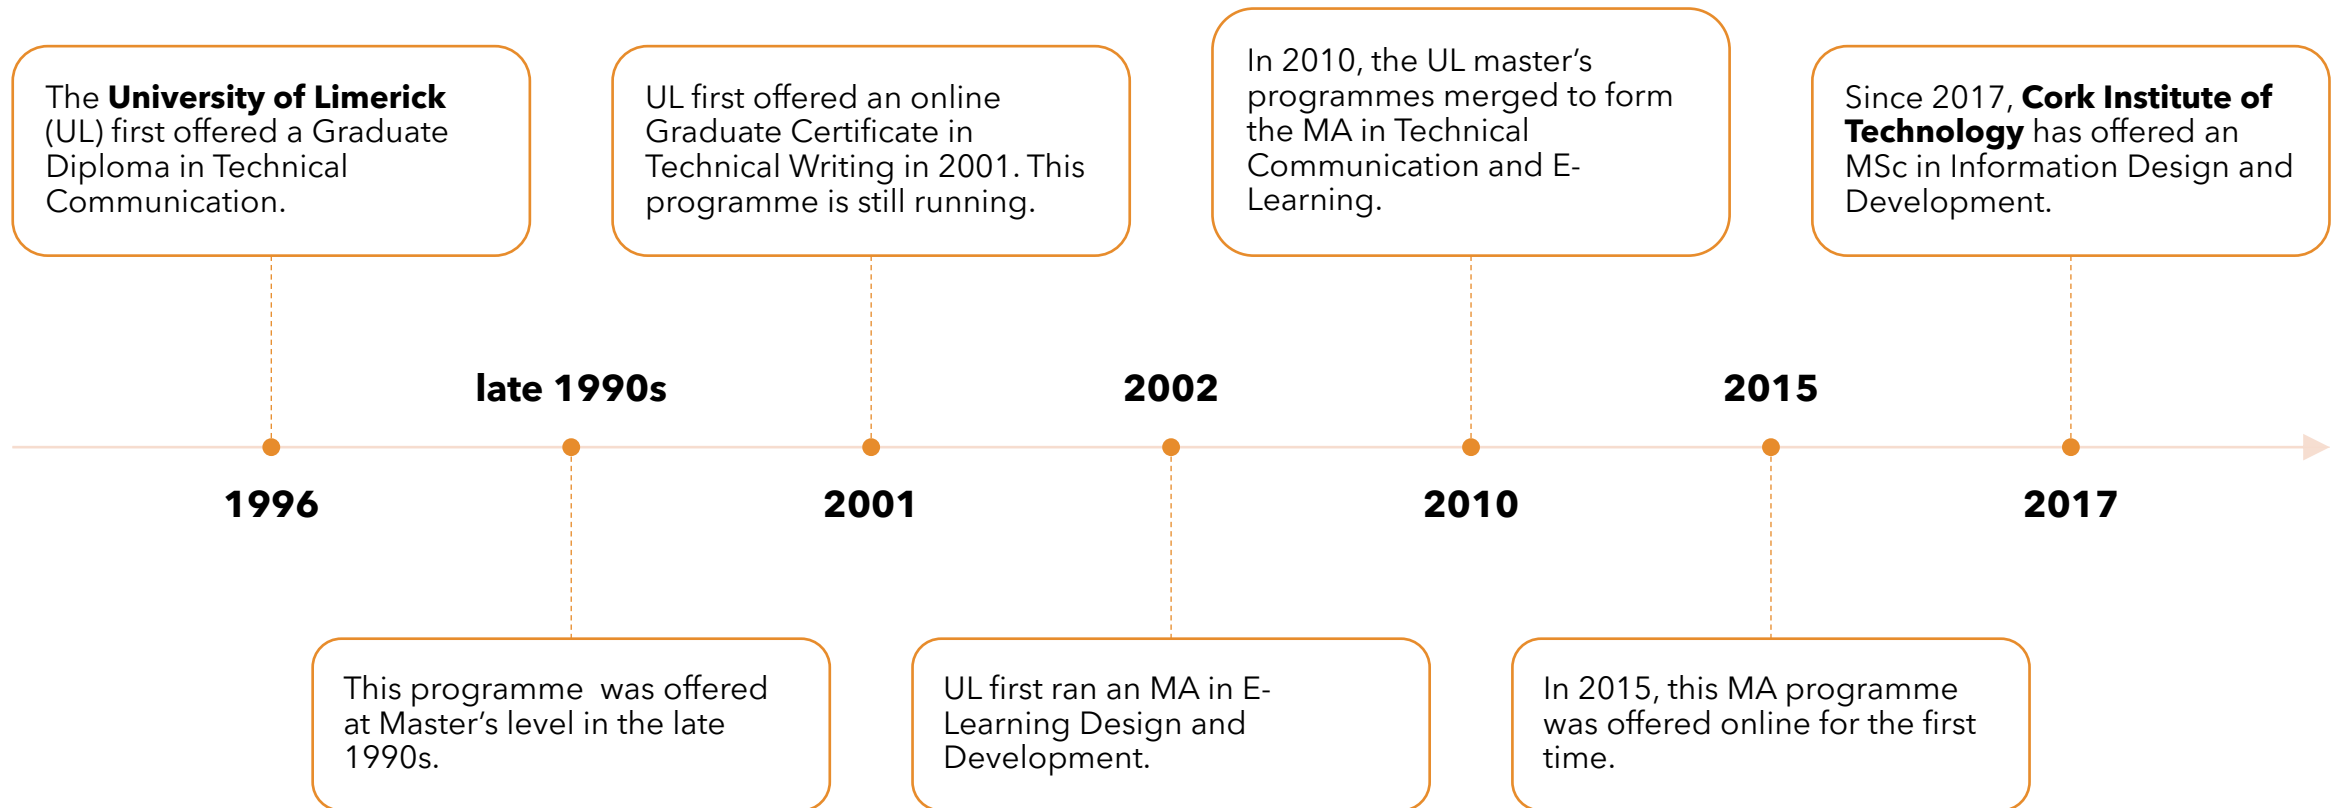 The University of Limerick
(UL) first offered a Graduate
Diploma in Technical
Communication.
UL first offered an online
Graduate Certificate in
Technical Writing in 2001. This
programme is still running.
In 2010, the UL master’s
programmes merged to form
the MA in Technical
Communication and E-
Learning.
Since 2017, Cork Institute of
Technology has offered an
MSc in Information Design and
Development.
late 1990s
2002
2015
1996
2001
2010
2017
This programme  was offered
at Master’s level in the late
1990s.
UL first ran an MA in E-
Learning Design and
Development.
In 2015, this MA programme
was offered online for the first
time.